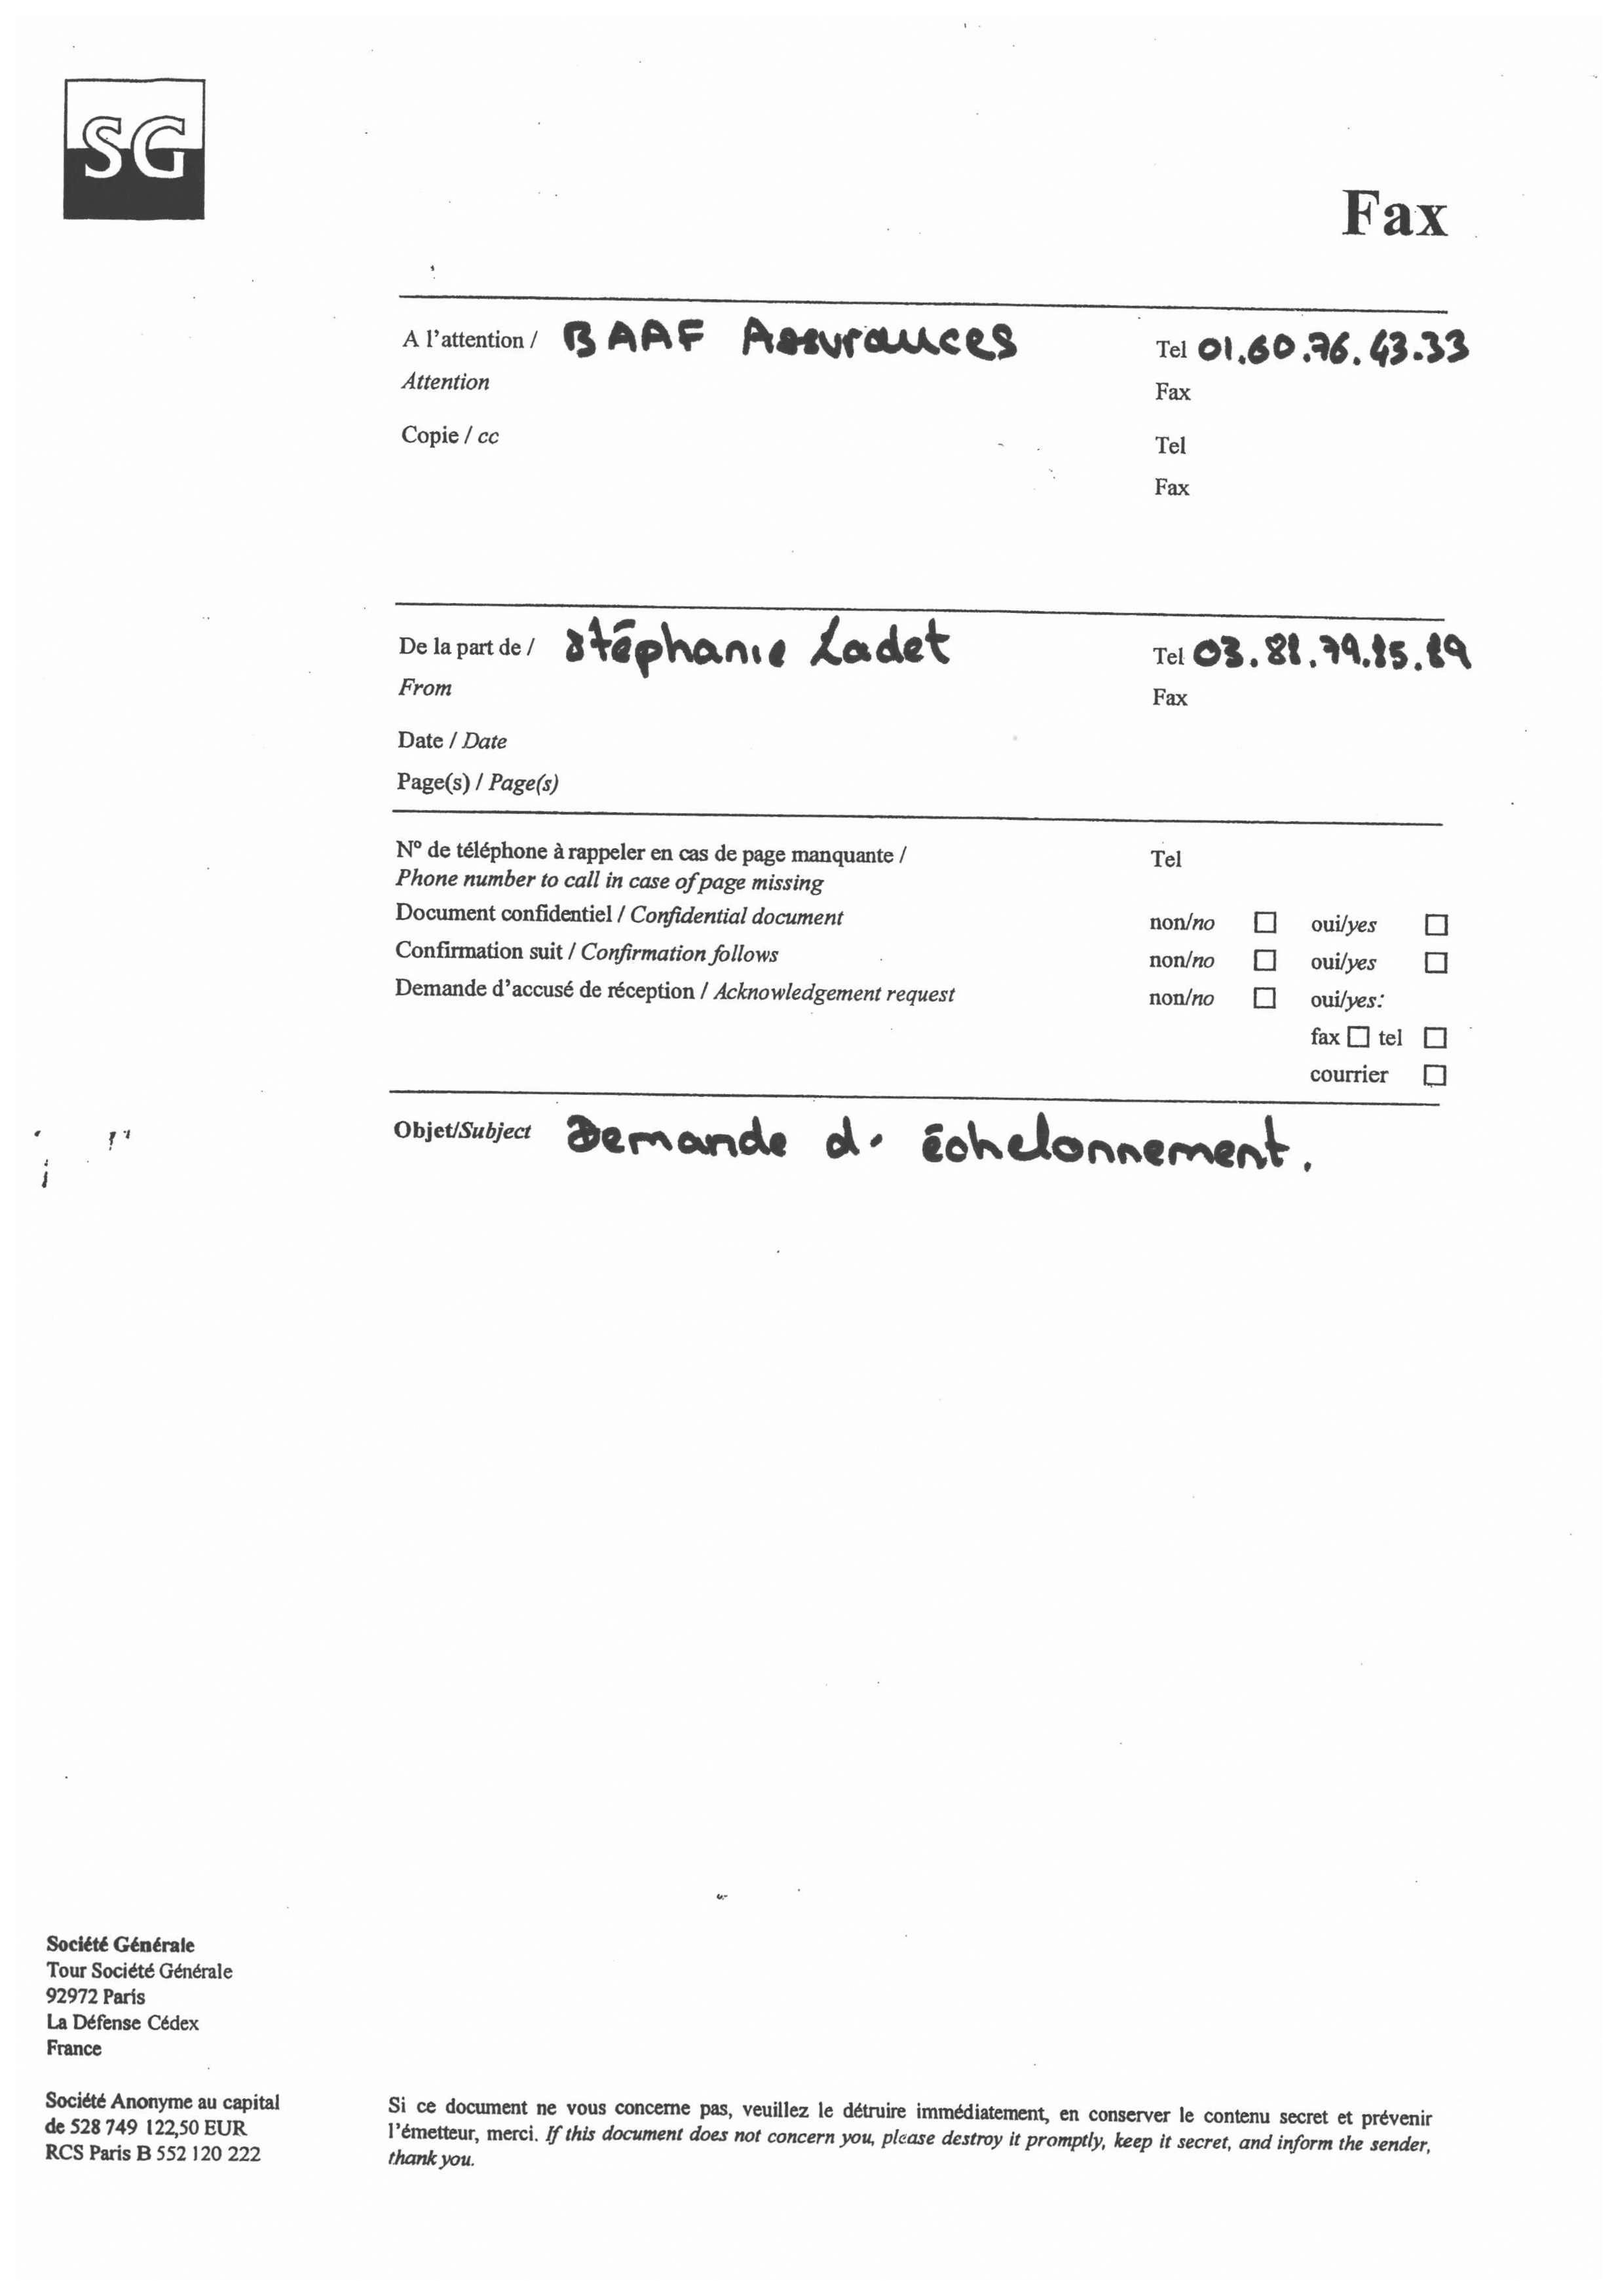 SG
Fax
A l'attention / BAAF Assurances Tel 01.60.76.43.33
Attention Fax
Copie / cc Tel
Fax
De la part de / Stéphanie Ladet Tel 03.88.79.85.89
From Fax
Date / Date
Page(s) / Page(s)
N° de téléphone à rappeler en cas de page manquante / Tel
Phone number to call in case of page missing
Document confidentiel / Confidential document non/no ☐ oui/yes ☐
Confirmation suit / Confirmation follows non/no ☐ oui/yes ☐
Demande d'accusé de réception / Acknowledgement request non/no ☐ oui/yes:
fax ☐ tel ☐
courrier ☐
Objet/Subject Demande d' échelonnement.
Société Générale
Tour Société Générale
92972 Paris
La Défense Cédex
France
Société Anonyme au capital
de 528 749 122,50 EUR
RCS Paris B 552 120 222
Si ce document ne vous concerne pas, veuillez le détruire immédiatement, en conserver le contenu secret et prévenir
l'émetteur, merci. If this document does not concern you, please destroy it promptly, keep it secret, and inform the sender,
thank you.